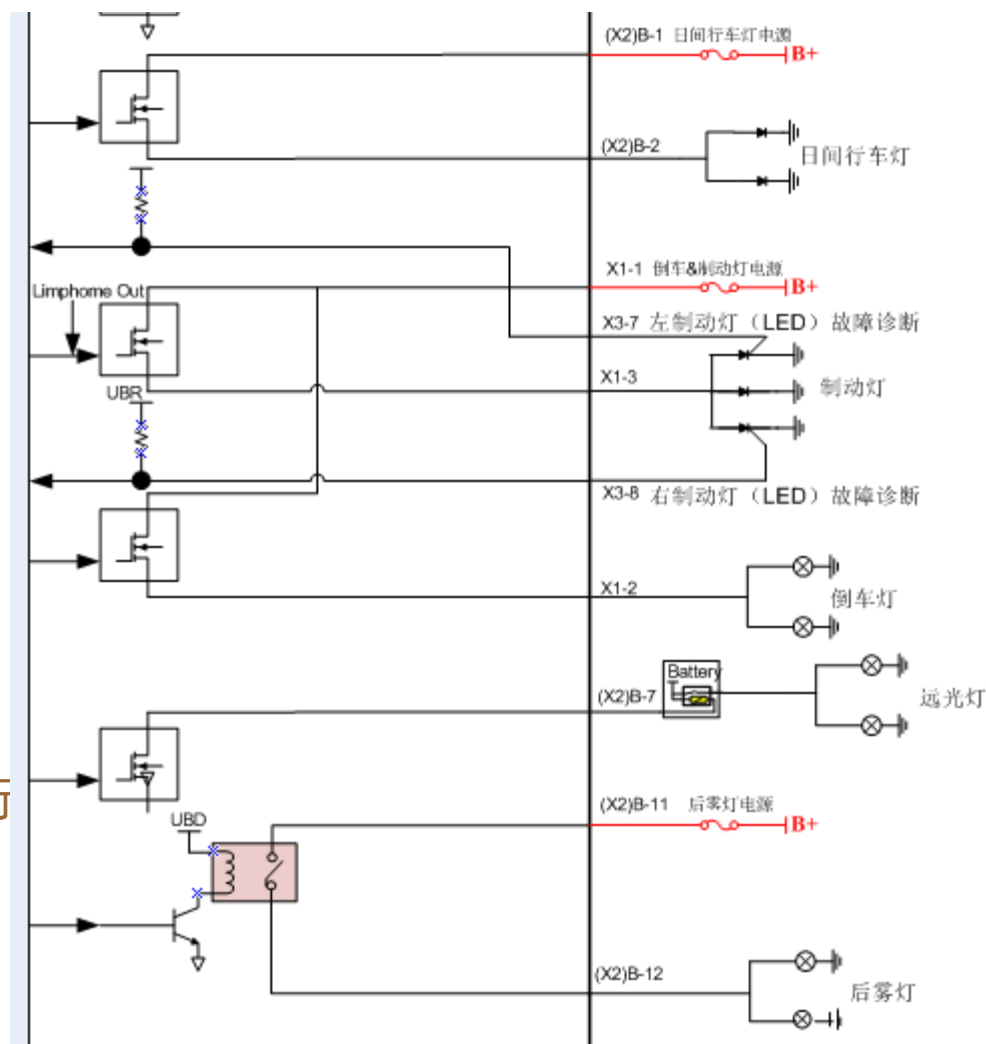 (X2)B-1 日间行车灯电源
B+
(X2)B-2
日间行车灯
X1-1 倒车&制动灯电源
B+
Limphome Out
X3-7 左制动灯（LED）故障诊断
X1-3
制动灯
UBR
X3-8 右制动灯（LED）故障诊断
X1-2
倒车灯
Battery
(X2)B-7
远光灯
(X2)B-11 后雾灯电源
B+
UBD
(X2)B-12
后雾灯